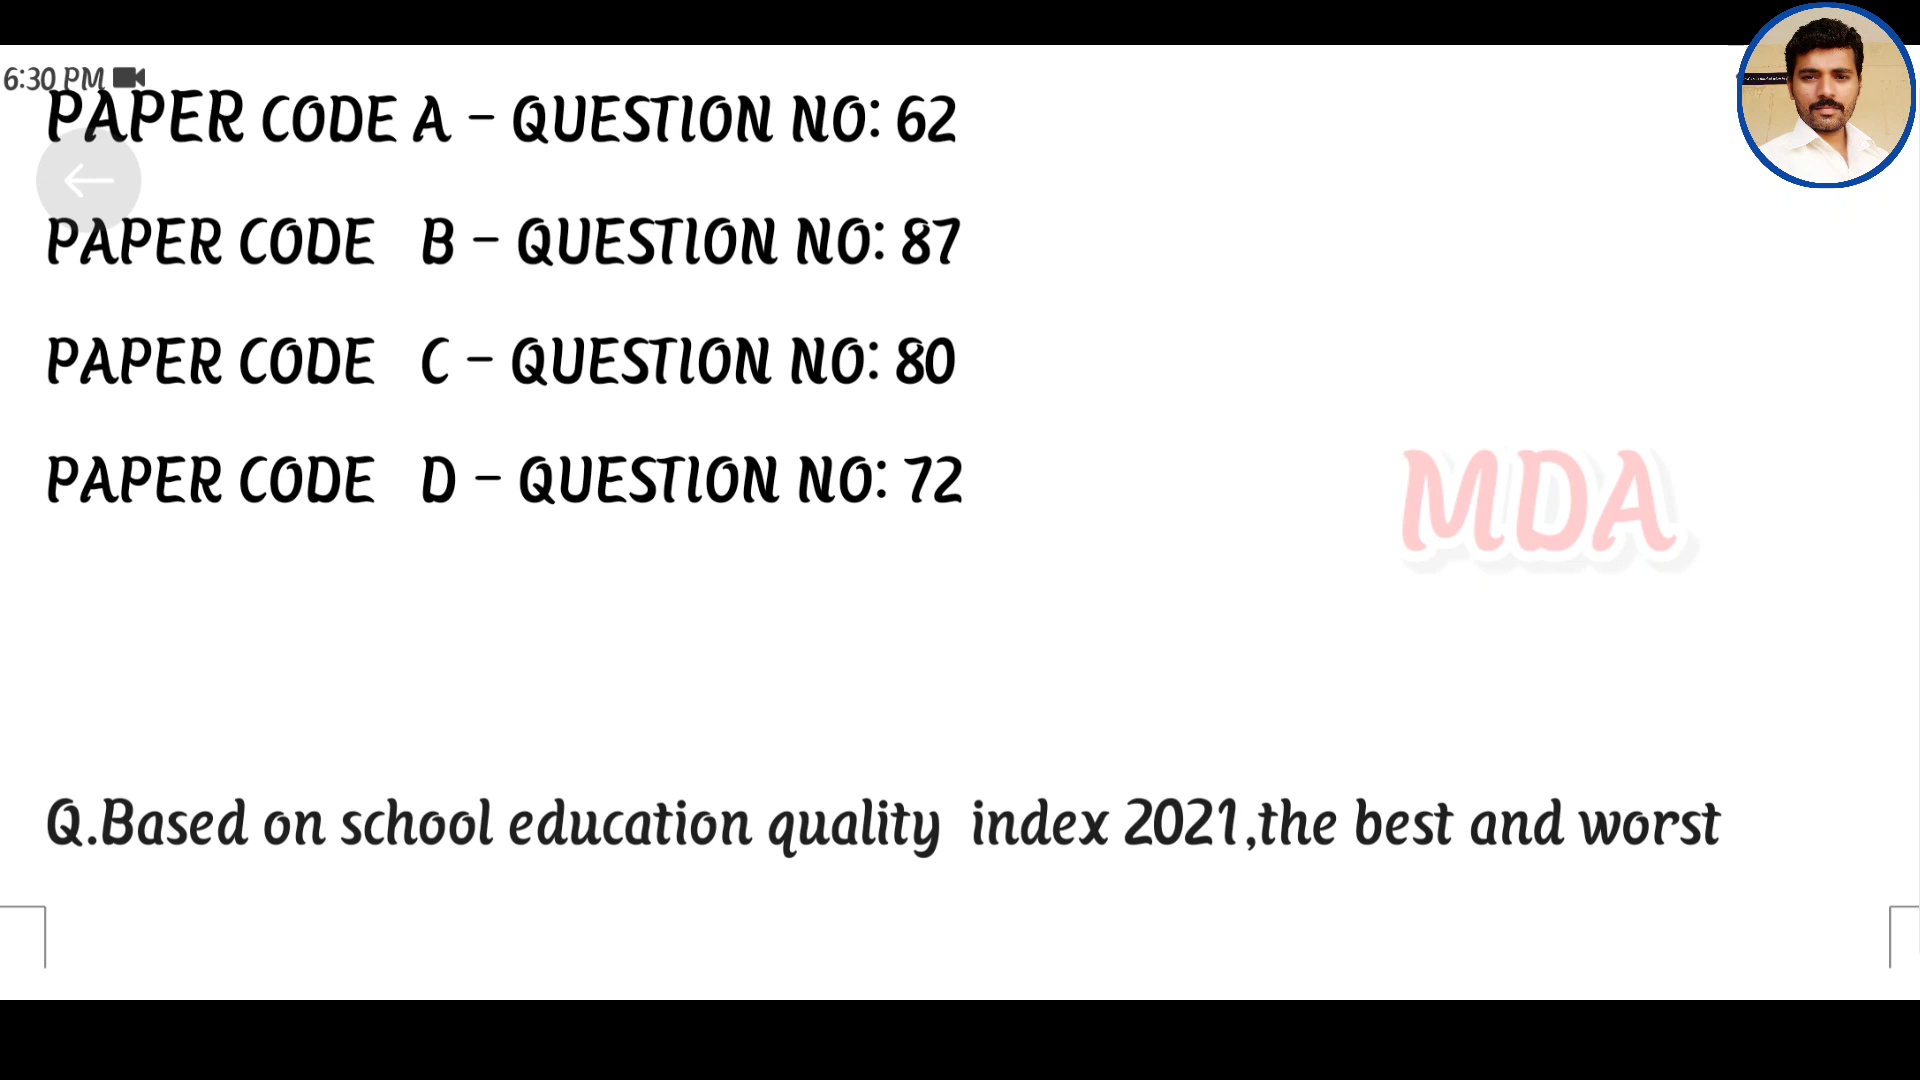 6:30 PM
PAPER CODE A - QUESTION NO: 62
PAPER CODE B - QUESTION NO: 87
PAPER CODE C - QUESTION NO: 80
PAPER CODE D - QUESTION NO: 72
MDA
Q.Based on school education quality index 2021,the best and worst